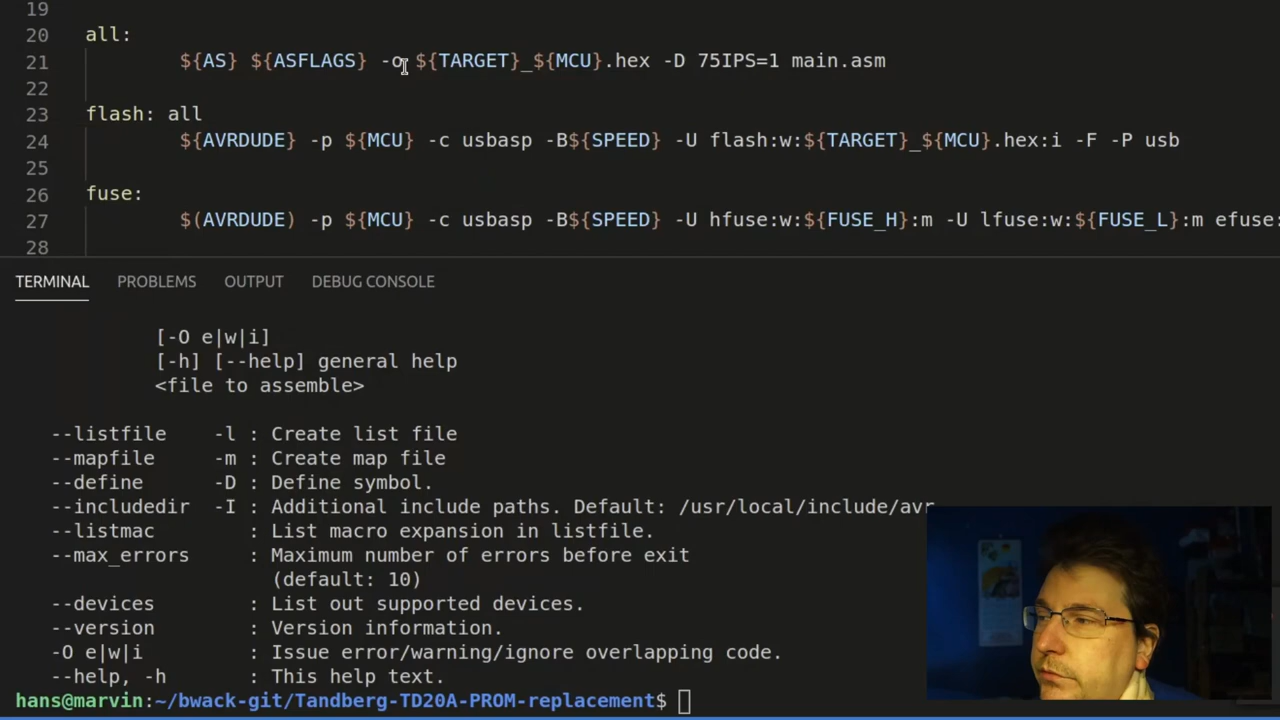 19
20 all:
21 ${AS} ${ASFLAGS} -o ${TARGET}_${MCU}.hex -D 75IPS=1 main.asm
22
23 flash: all
24 ${AVRDUDE} -p ${MCU} -c usbasp -B${SPEED} -U flash:w:${TARGET}_${MCU}.hex:i -F -P usb
25
26 fuse:
27 $(AVRDUDE) -p ${MCU} -c usbasp -B${SPEED} -U hfuse:w:${FUSE_H}:m -U lfuse:w:${FUSE_L}:m efuse:
28
TERMINAL PROBLEMS OUTPUT DEBUG CONSOLE
[-O e|w|i]
[-h] [--help] general help
<file to assemble>
--listfile -l : Create list file
--mapfile -m : Create map file
--define -D : Define symbol.
--includedir -I : Additional include paths. Default: /usr/local/include/avr
--listmac : List macro expansion in listfile.
--max_errors : Maximum number of errors before exit
(default: 10)
--devices : List out supported devices.
--version : Version information.
-O e|w|i : Issue error/warning/ignore overlapping code.
--help, -h : This help text.
hans@marvin:~/bwack-git/Tandberg-TD20A-PROM-replacement$